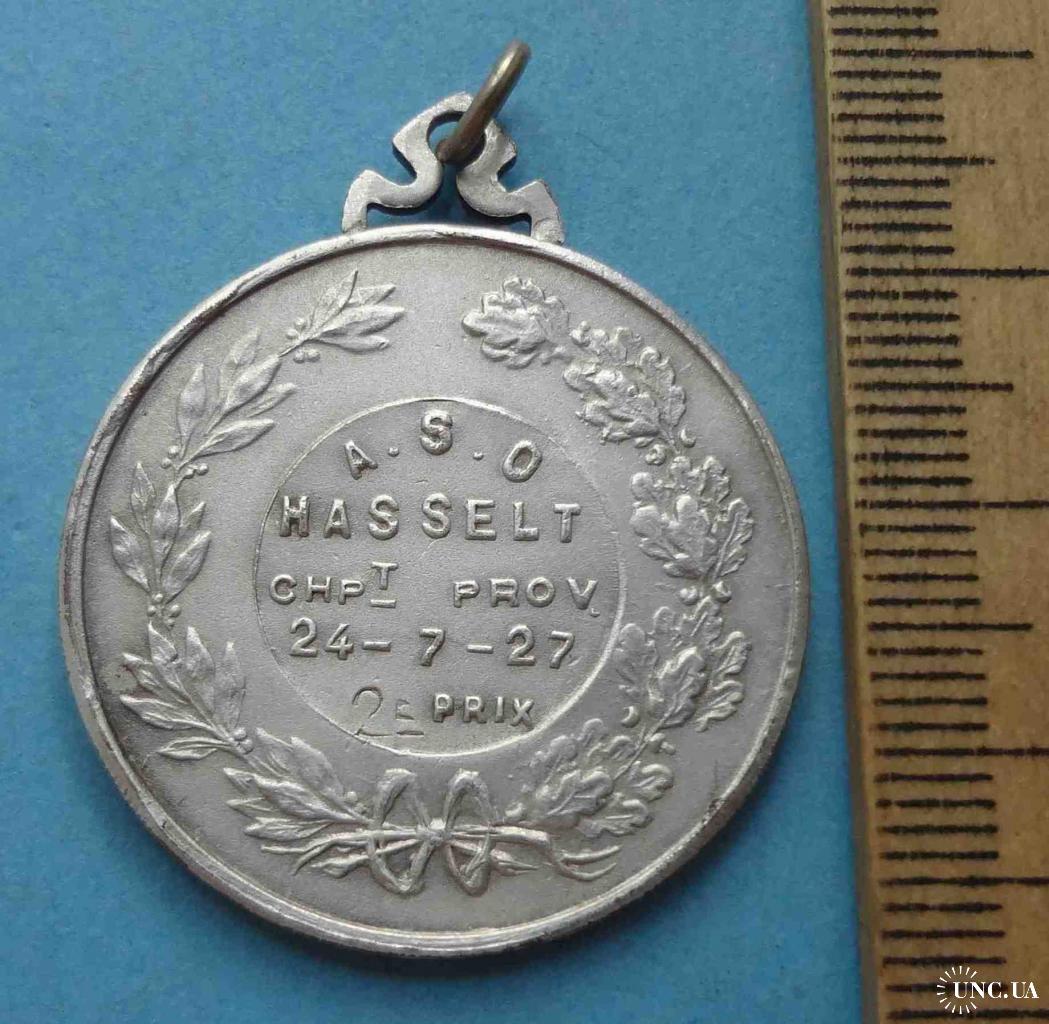 A.S.O
HASSELT
CHPT PROV.
24-7-27
2E PRIX
UNC.UA